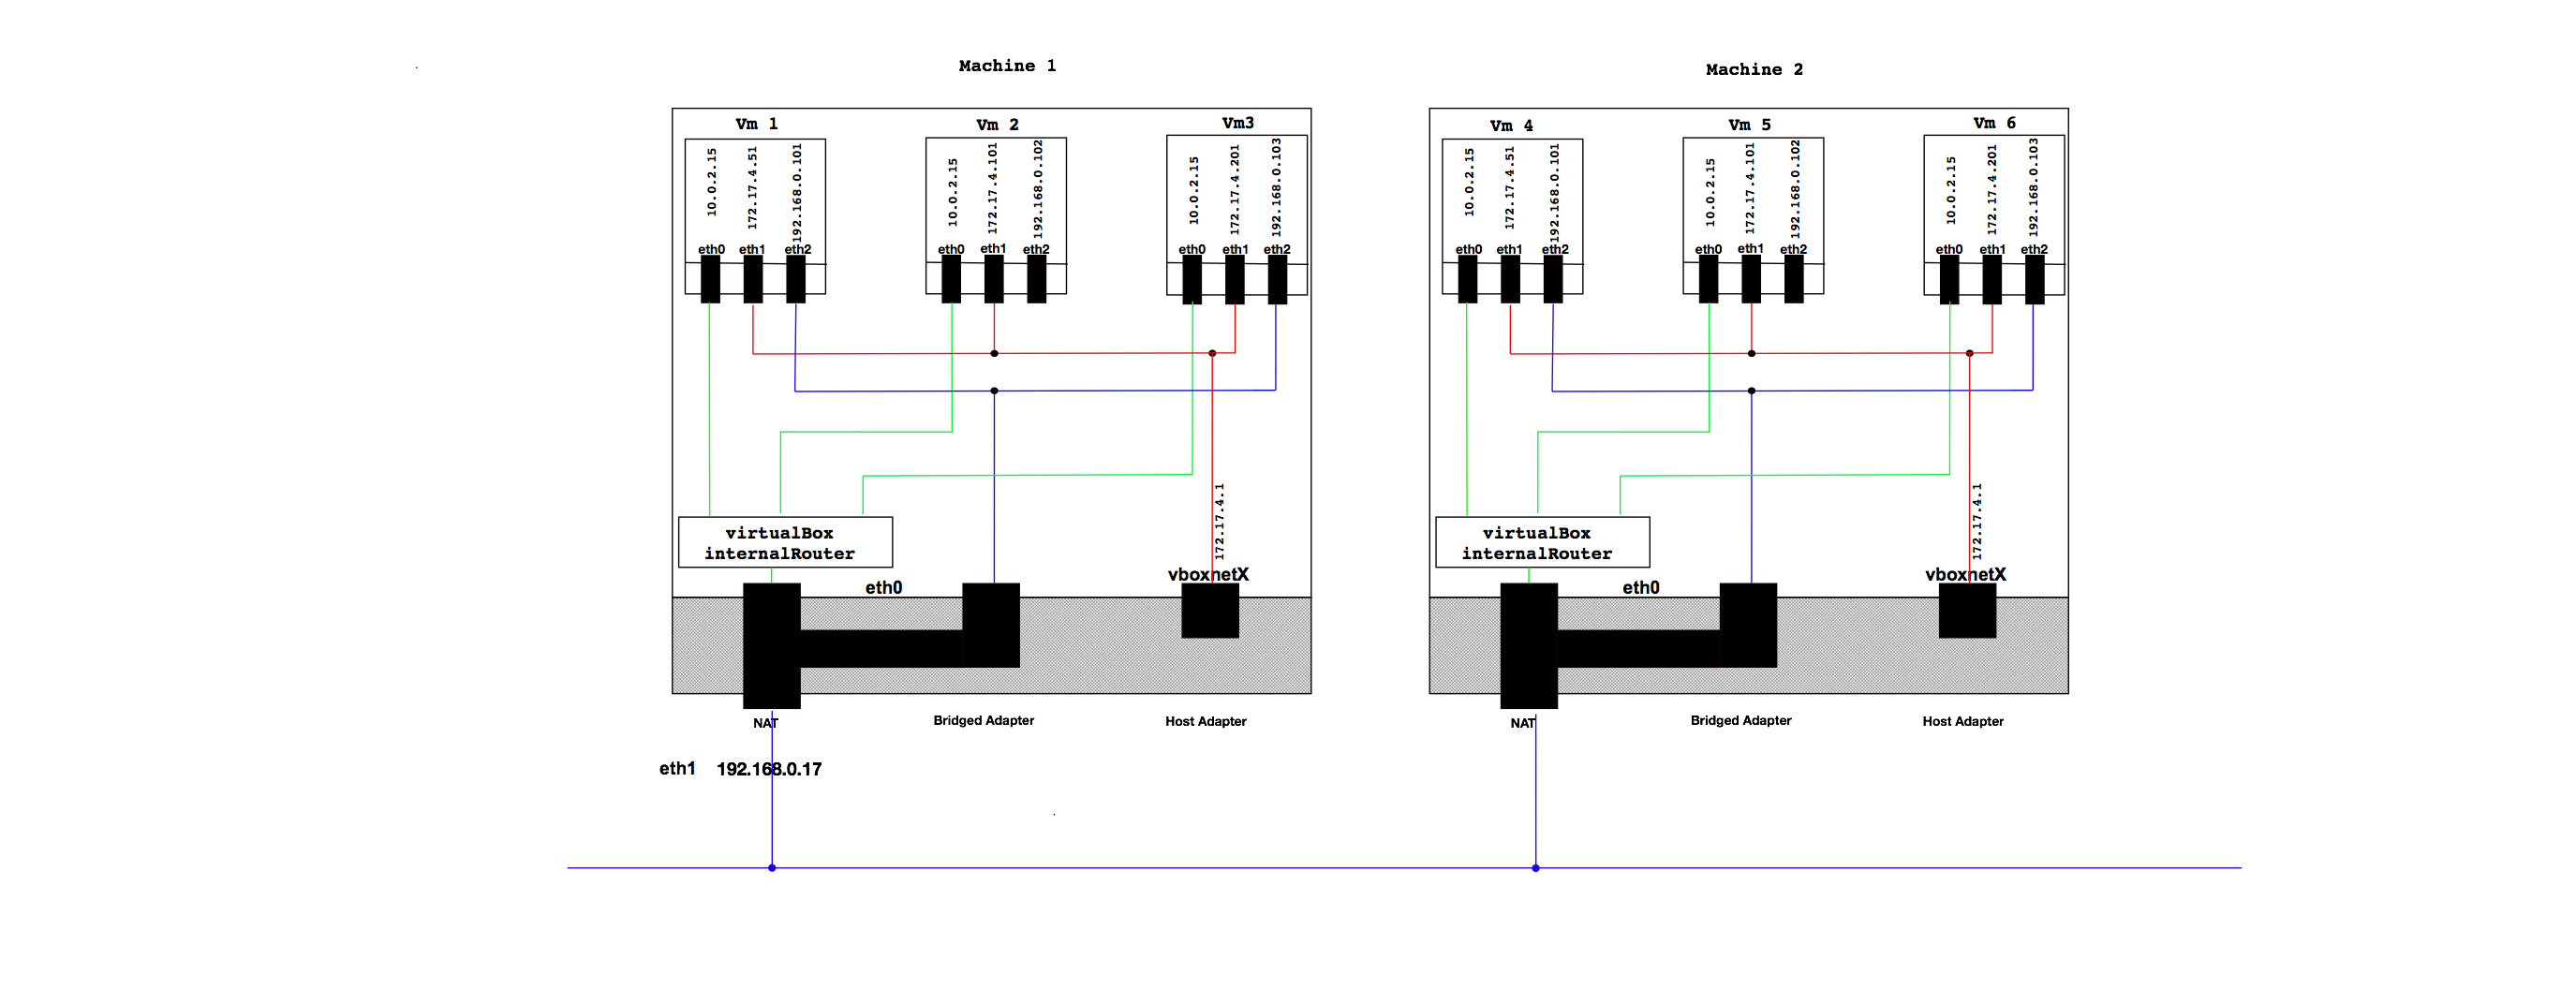 Machine 1
Machine 2
Vm 1
Vm 2
Vm3
Vm 4
Vm 5
Vm 6
10.0.2.15
172.17.4.51
192.168.0.101
10.0.2.15
172.17.4.101
192.168.0.102
10.0.2.15
172.17.4.201
192.168.0.103
10.0.2.15
172.17.4.51
192.168.0.101
10.0.2.15
172.17.4.101
192.168.0.102
10.0.2.15
172.17.4.201
192.168.0.103
eth0 eth1 eth2
eth0 eth1 eth2
eth0 eth1 eth2
eth0 eth1 eth2
eth0 eth1 eth2
eth0 eth1 eth2
172.17.4.1
172.17.4.1
virtualBox
internalRouter
virtualBox
internalRouter
eth0
vboxnetX
eth0
vboxnetX
NAT
Bridged Adapter
Host Adapter
NAT
Bridged Adapter
Host Adapter
eth1 192.168.0.17